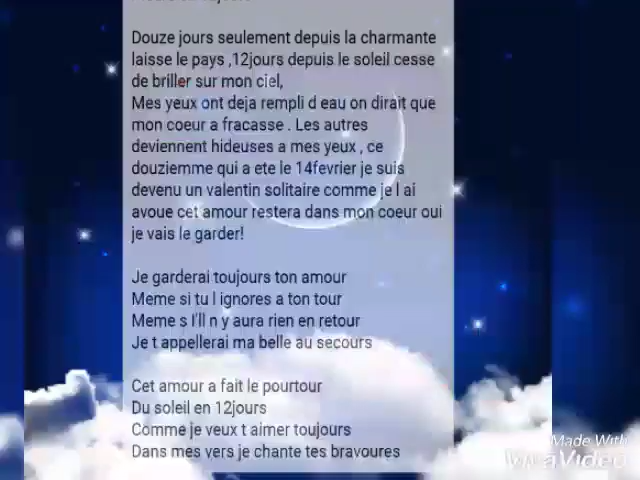 Douze jours seulement depuis la charmante
laisse le pays ,12jours depuis le soleil cesse
de briller sur mon ciel,
Mes yeux ont deja rempli d eau on dirait que
mon coeur a fracasse . Les autres
deviennent hideuses a mes yeux , ce
douziemme qui a ete le 14fevrier je suis
devenu un valentin solitaire comme je l ai
avoue cet amour restera dans mon coeur oui
je vais le garder!
Je garderai toujours ton amour
Meme si tu l ignores a ton tour
Meme s I'll n y aura rien en retour
Je t appellerai ma belle au secours
Cet amour a fait le pourtour
Du soleil en 12jours
Comme je veux t aimer toujours
Dans mes vers je chante tes bravoures
Made With
VivaVideo